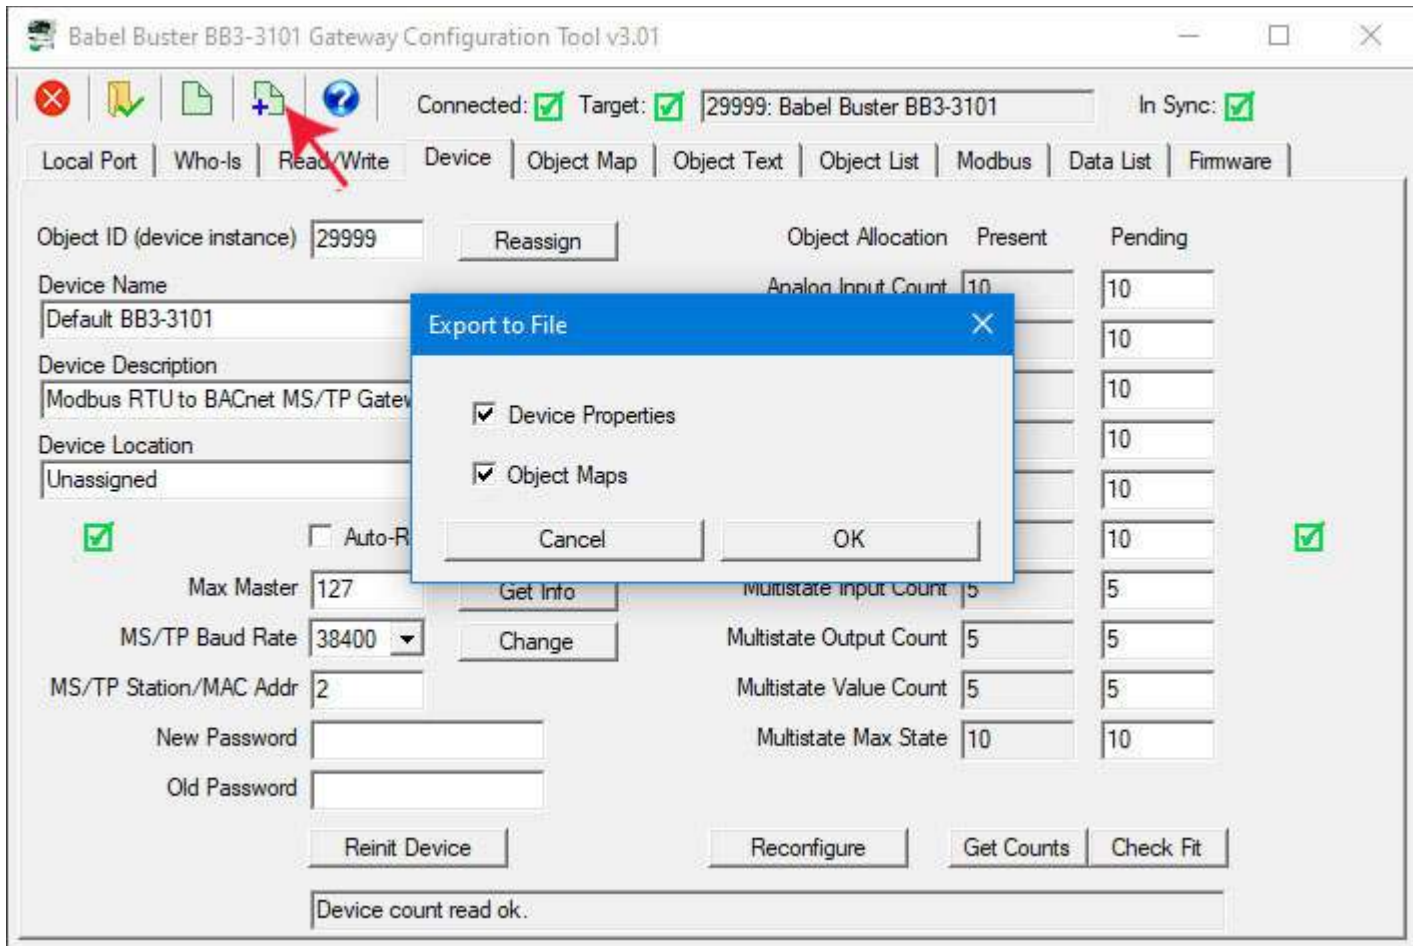 Babel Buster BB3-3101 Gateway Configuration Tool v3.01
Connected: Target: 29999: Babel Buster BB3-3101 In Sync:
Local Port Who-Is Read/Write Device Object Map Object Text Object List Modbus Data List Firmware
Object ID (device instance) 29999 Reassign Object Allocation Present Pending
Device Name
Analog Input Count 10 10
Default BB3-3101
10
Device Description
Modbus RTU to BACnet MS/TP
10
Device Location
10
Unassigned
10
Export to File
Device Properties
Object Maps
Cancel OK
10
Max Master 127 Get Info Multistate Input Count 5 5
MS/TP Baud Rate 38400 Change Multistate Output Count 5 5
MS/TP Station/MAC Addr 2 Multistate Value Count 5 5
New Password Multistate Max State 10 10
Old Password
Reinit Device Reconfigure Get Counts Check Fit
Device count read ok.